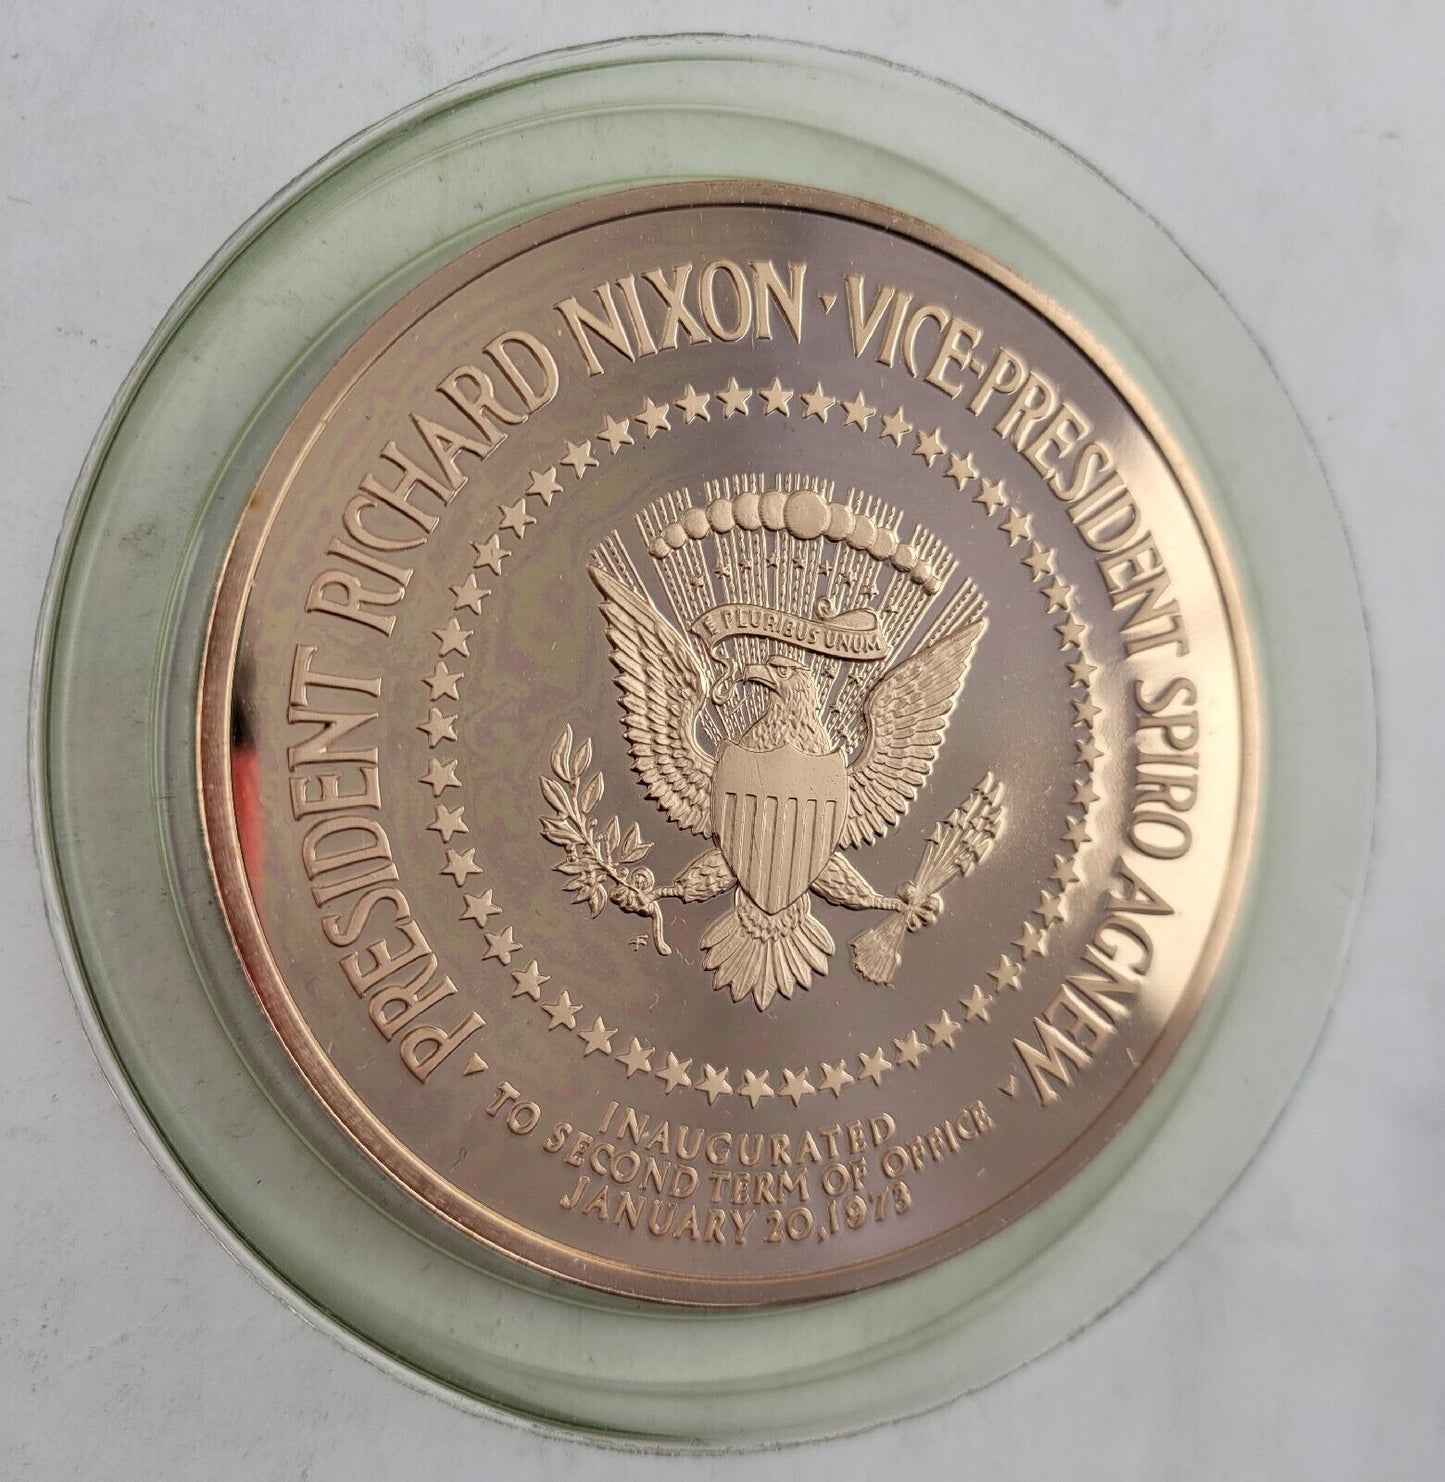 PRESIDENT RICHARD NIXON · VICE-PRESIDENT SPIRO AGNEW
E PLURIBUS UNUM
INAUGURATED
TO SECOND TERM OF OFFICE
JANUARY 20, 1973